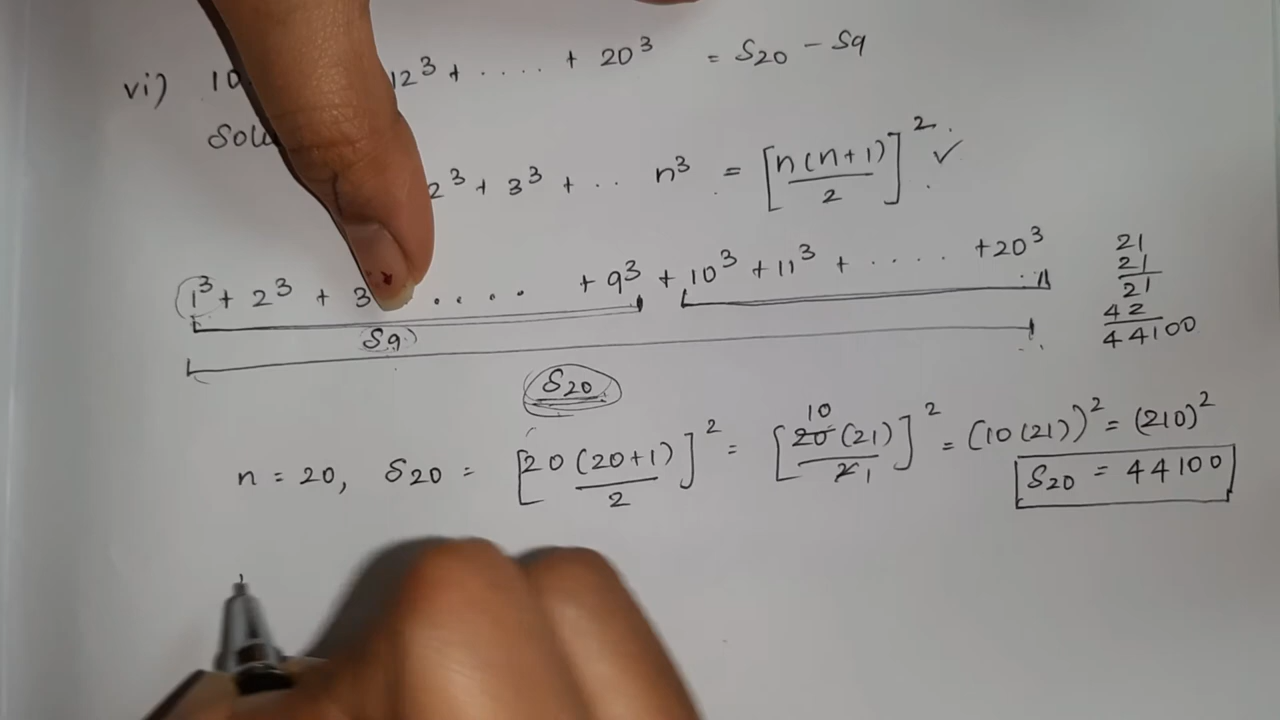 vi) 10 12³ + ..... + 20³ = S20 - S9
Solu
2³ + 3³ + .. n³ = [n(n+1)/2]² ✓
1³ + 2³ + 3 .... + 9³ + 10³ + 11³ + ..... + 20³
S9
S20
21
21
21
42
44100
n = 20, S20 = [20(20+1)/2]² = [20 10 (21)/2 1]² = (10(21))² = (210)²
S20 = 44100